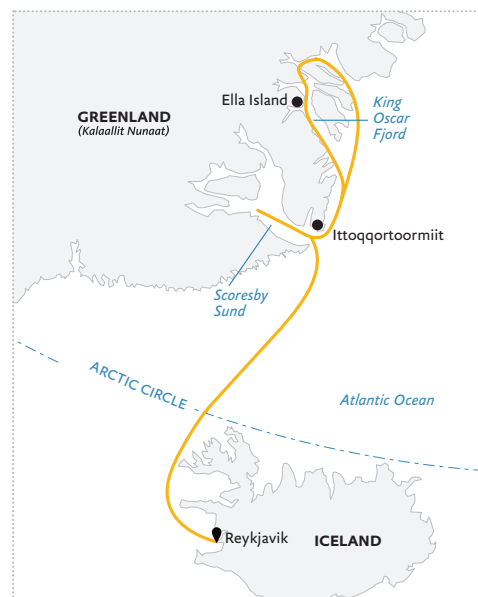 Ella Island
King
Oscar
Fjord
GREENLAND
(Kalaallit Nunaat)
Ittoqqortoormiit
Scoresby
Sund
ARCTIC CIRCLE
Atlantic Ocean
Reykjavik
ICELAND